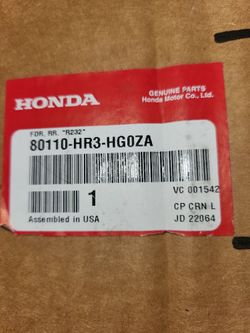 HONDA
GENUINE PARTS
Honda Motor Co., Ltd.
FDR, RR. "R232"
80110-HR3-HG0ZA
1
Assembled in USA
VC 001542
CP CRN L
JD 22064